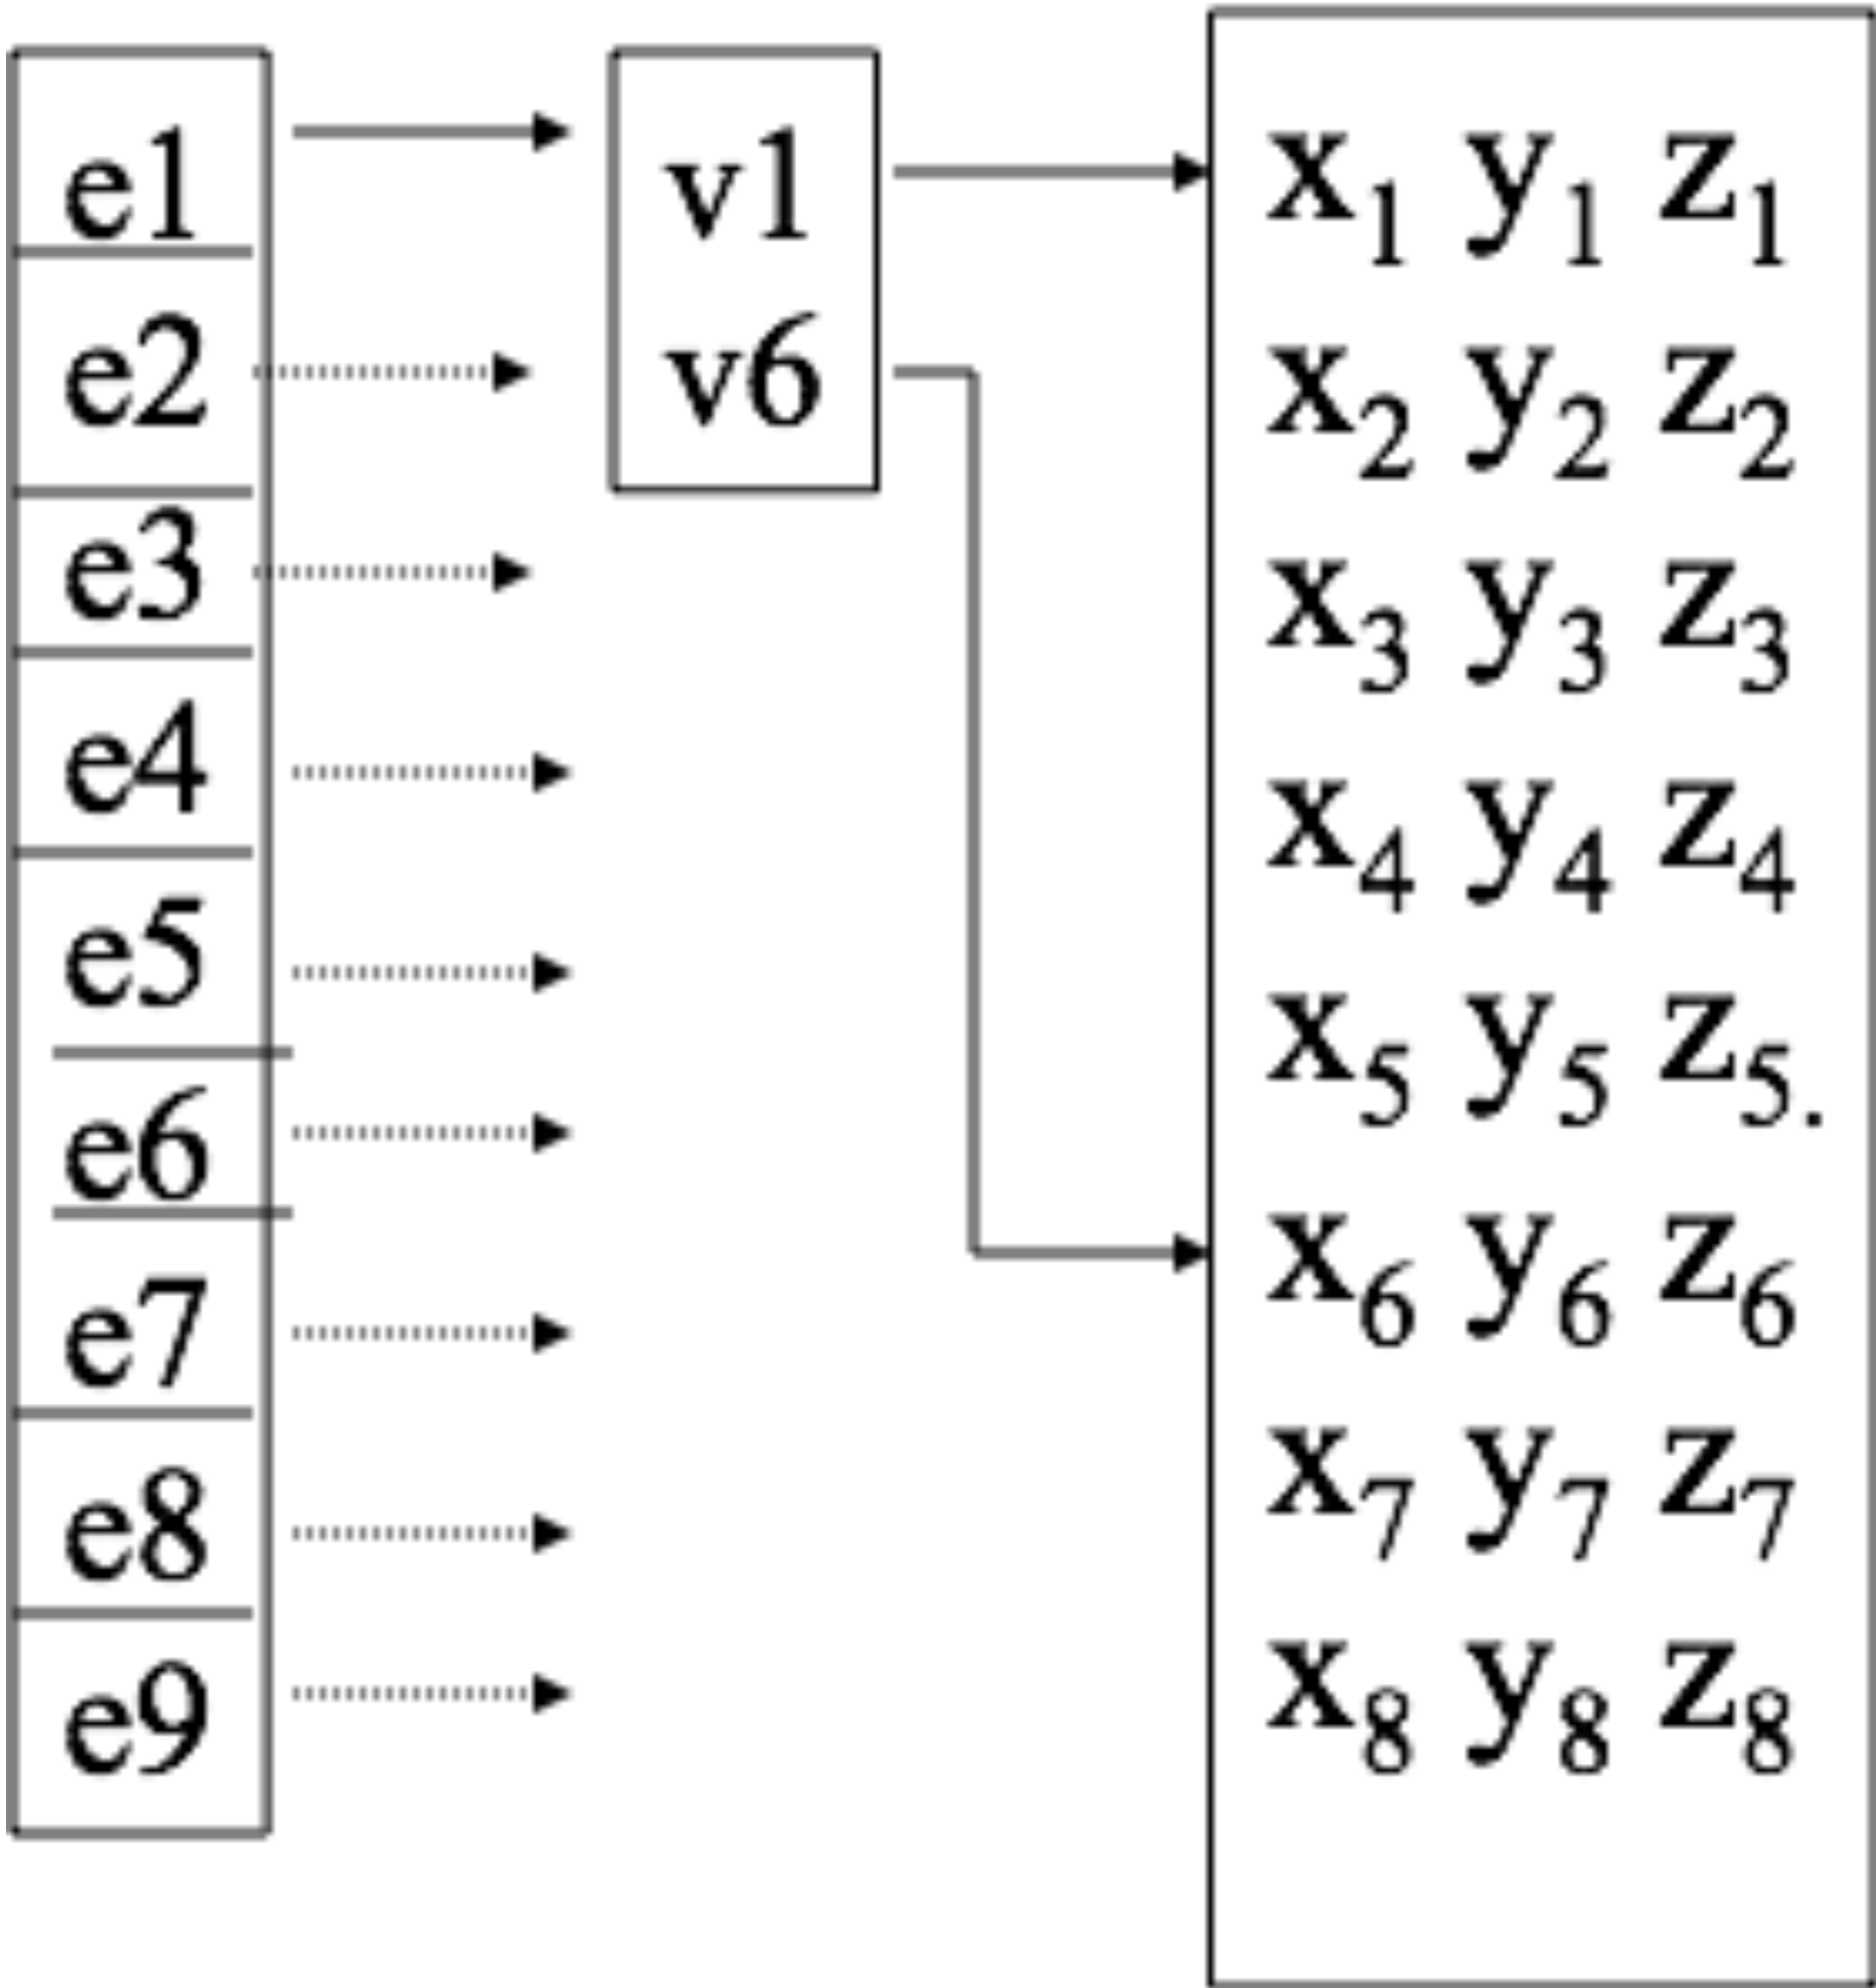 e1
e2
e3
e4
e5
e6
e7
e8
e9
v1
v6
x1 y1 z1
x2 y2 z2
x3 y3 z3
x4 y4 z4
x5 y5 z5.
x6 y6 z6
x7 y7 z7
x8 y8 z8